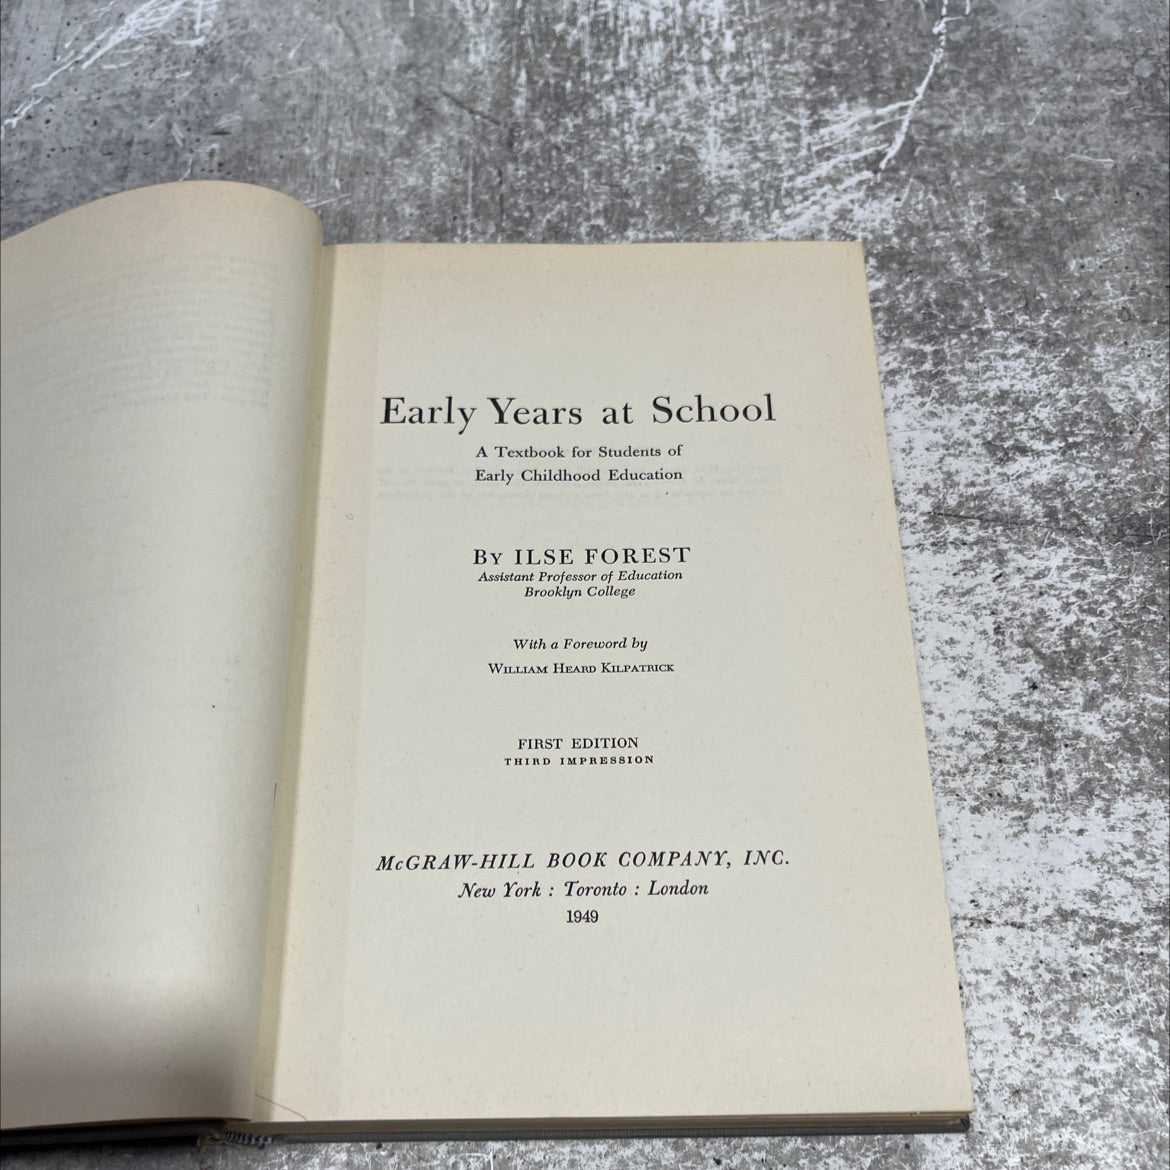 Early Years at School
A Textbook for Students of
Early Childhood Education
By ILSE FOREST
Assistant Professor of Education
Brooklyn College
With a Foreword by
William Heard Kilpatrick
FIRST EDITION
THIRD IMPRESSION
McGRAW-HILL BOOK COMPANY, INC.
New York : Toronto : London
1949